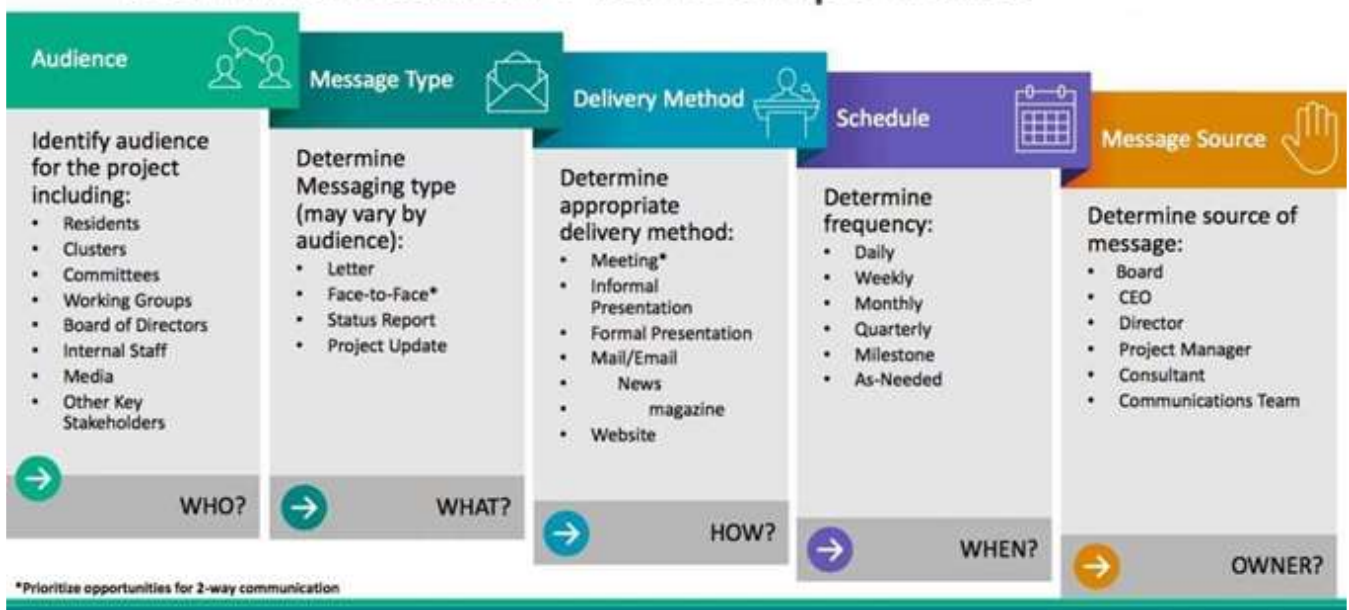 Audience
Identify audience
for the project
including:
• Residents
• Clusters
• Committees
• Working Groups
• Board of Directors
• Internal Staff
• Media
• Other Key
Stakeholders
WHO?
Message Type
Determine
Messaging type
(may vary by
audience):
• Letter
• Face-to-Face*
• Status Report
• Project Update
WHAT?
Delivery Method
Determine
appropriate
delivery method:
• Meeting*
• Informal
Presentation
• Formal Presentation
• Mail/Email
• News
• magazine
• Website
HOW?
Schedule
Determine
frequency:
• Daily
• Weekly
• Monthly
• Quarterly
• Milestone
• As-Needed
WHEN?
Message Source
Determine source of
message:
• Board
• CEO
• Director
• Project Manager
• Consultant
• Communications Team
OWNER?
*Prioritize opportunities for 2-way communication